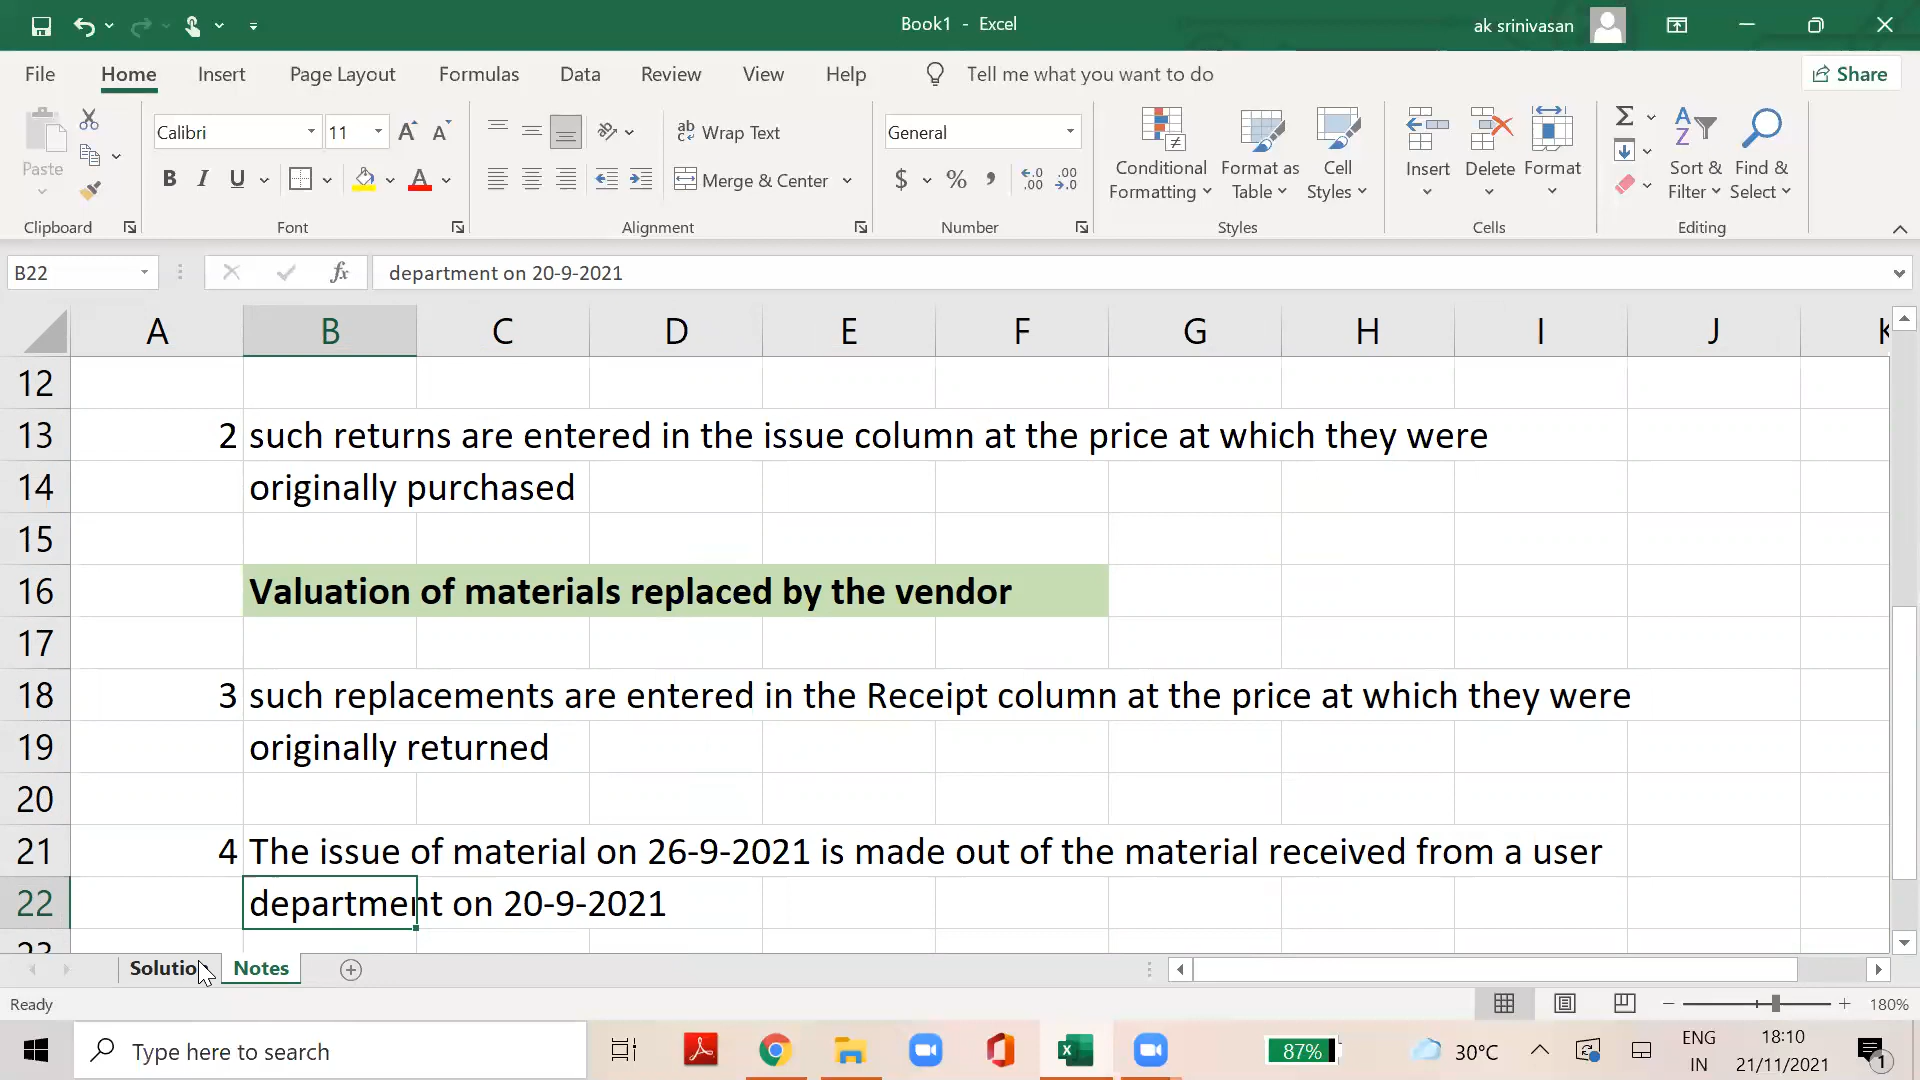 Book1 - Excel
ak srinivasan
File Home Insert Page Layout Formulas Data Review View Help Tell me what you want to do Share
Paste
Clipboard
Calibri 11
B I U
Font
Wrap Text
Merge & Center
Alignment
General
$ % ,
Number
Conditional Formatting
Format as Table
Cell Styles
Styles
Insert Delete Format
Cells
Sort & Filter
Find & Select
Editing
B22
fx
department on 20-9-2021
A B C D E F G H I J K
12
13 2 such returns are entered in the issue column at the price at which they were
14 originally purchased
15
16 Valuation of materials replaced by the vendor
17
18 3 such replacements are entered in the Receipt column at the price at which they were
19 originally returned
20
21 4 The issue of material on 26-9-2021 is made out of the material received from a user
22 department on 20-9-2021
23
Solution Notes
Ready
180%
Type here to search
87%
30°C
ENG
IN
18:10
21/11/2021
1